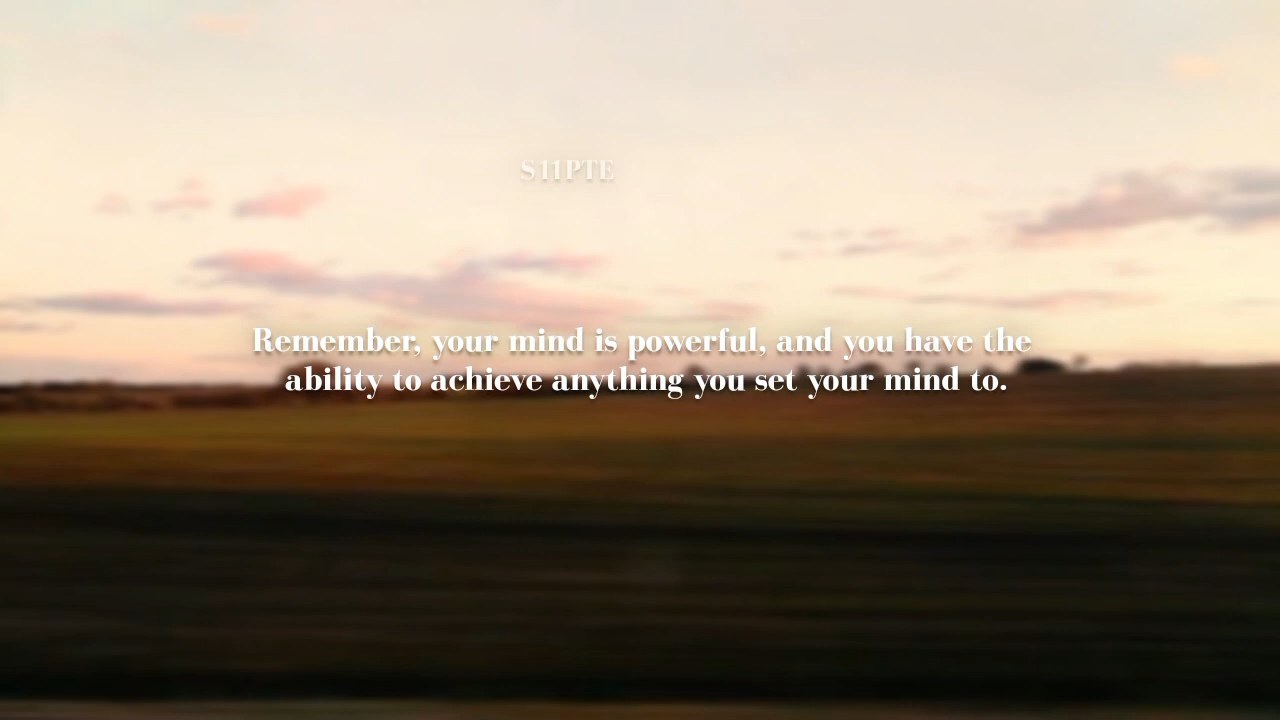 S11PTE
Remember, your mind is powerful, and you have the
ability to achieve anything you set your mind to.